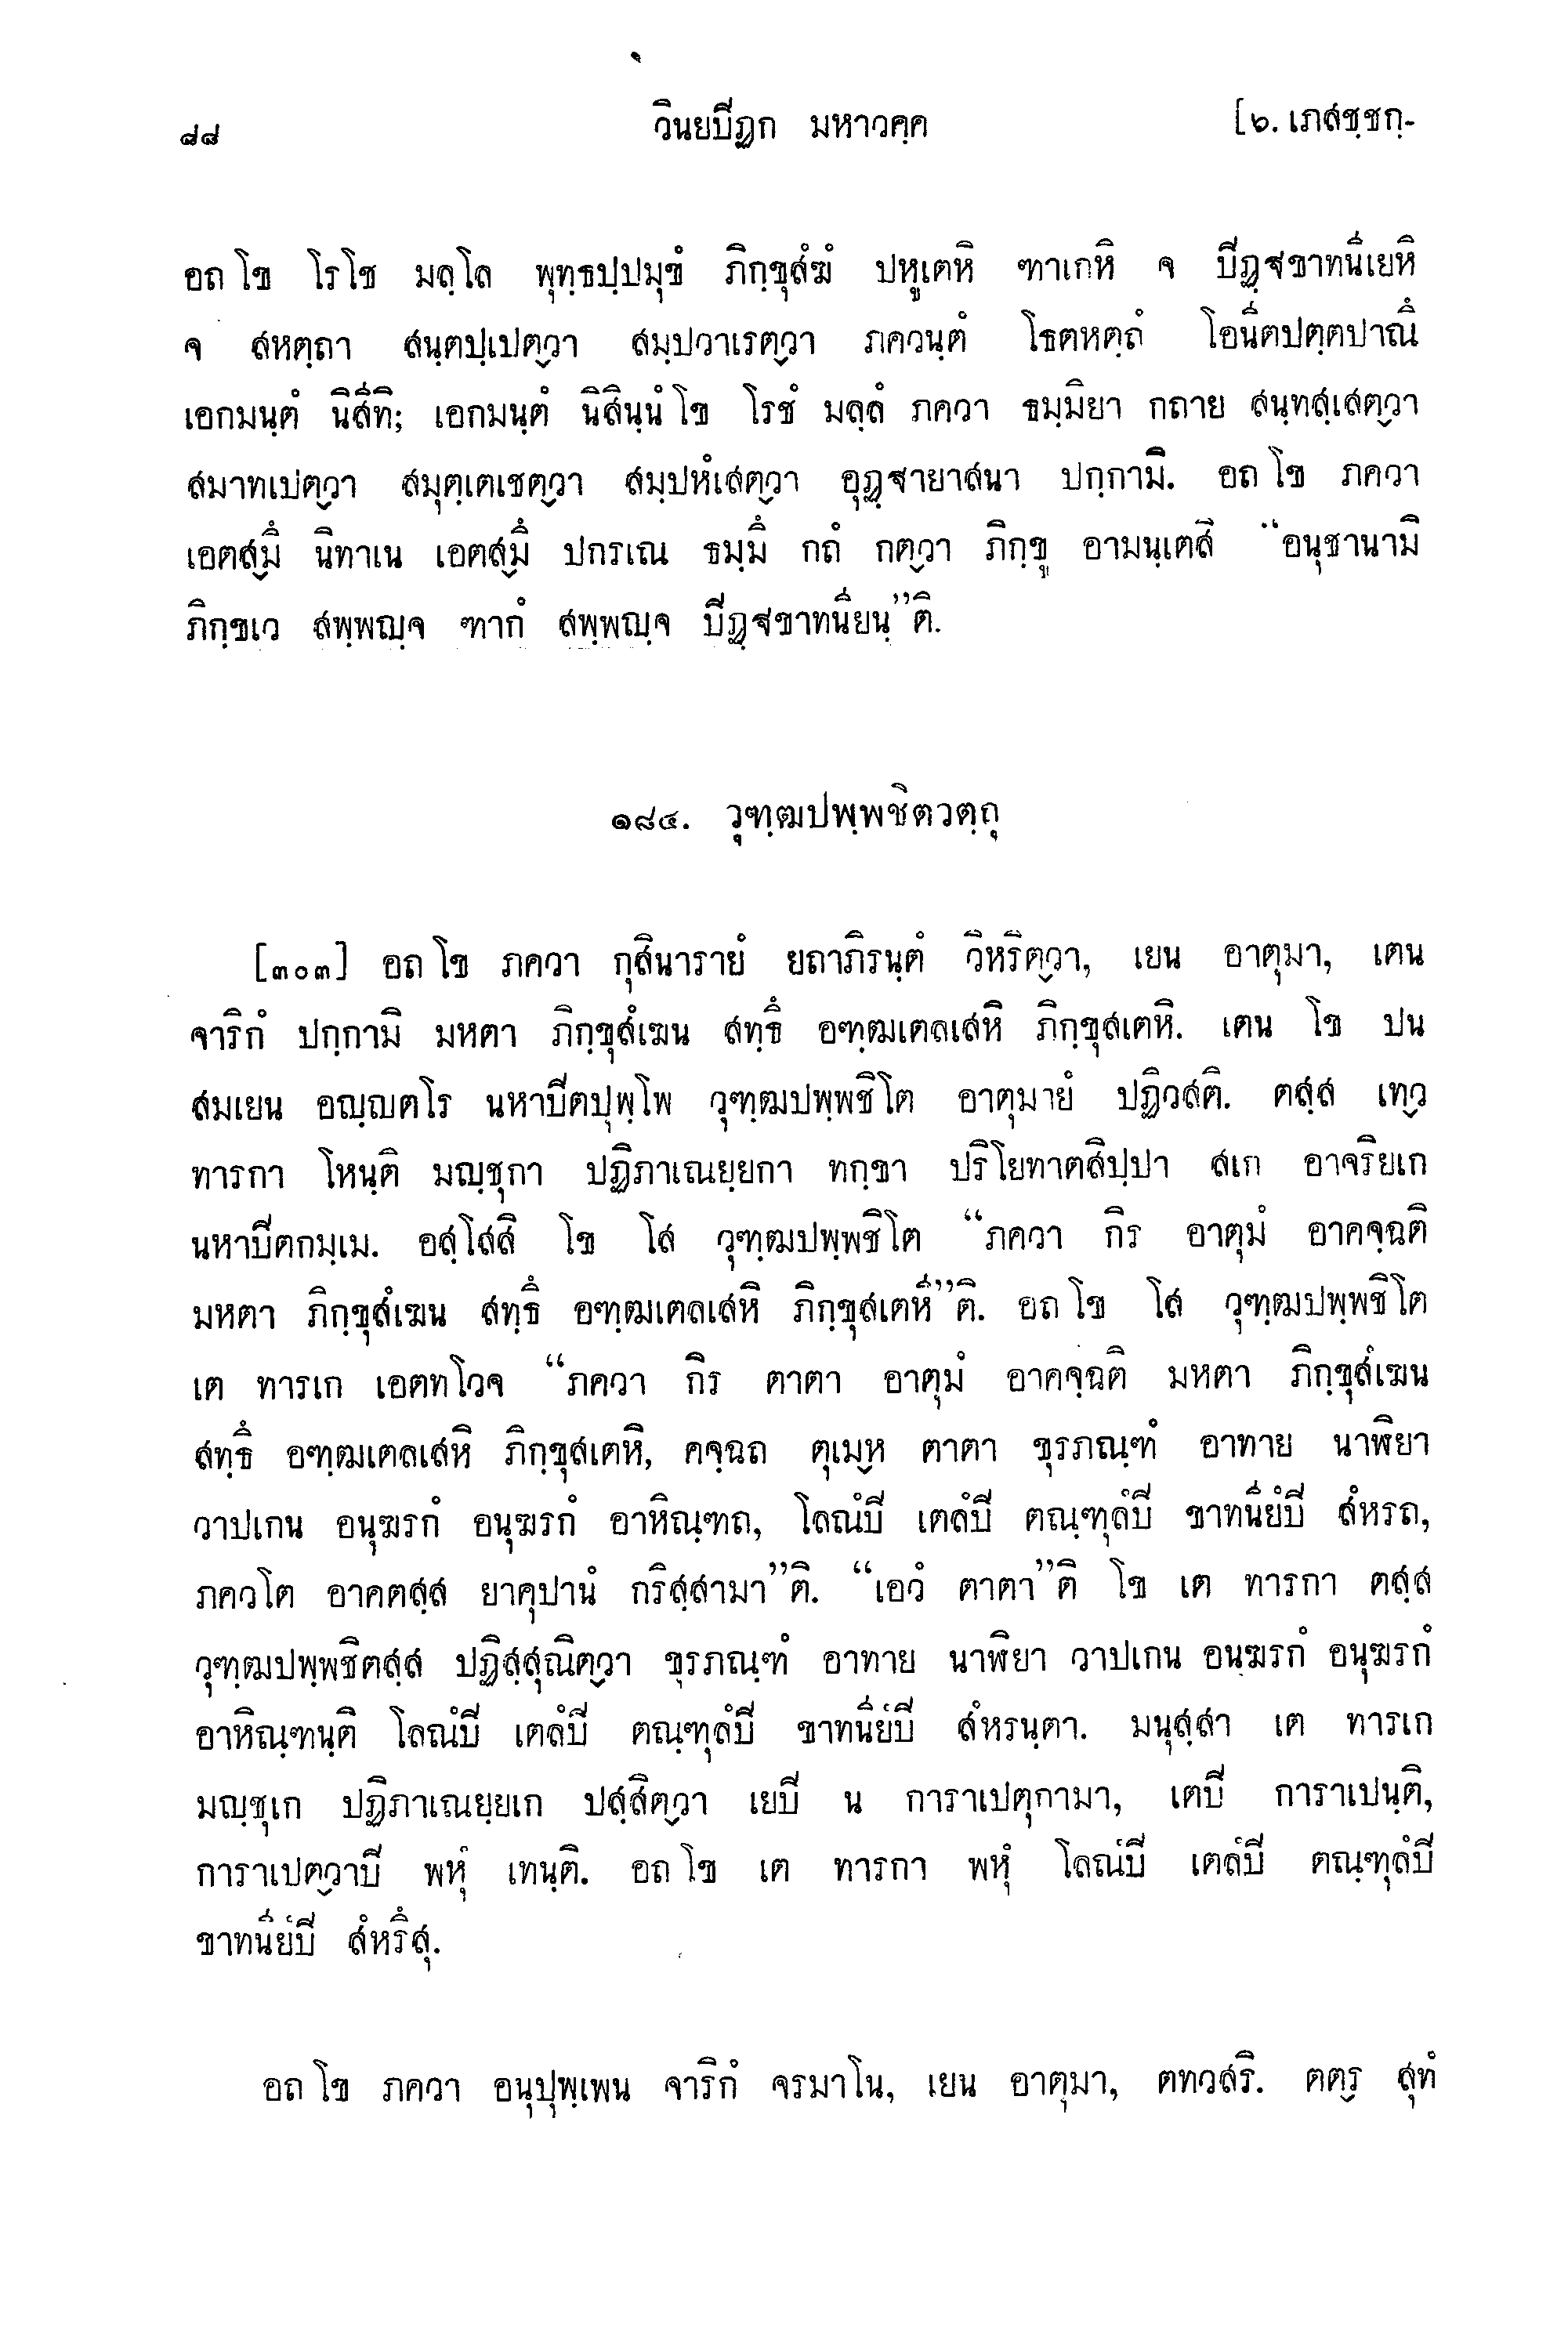 ๘๘ วินยปิฏก มหาวคฺค [๖. เภสชฺชกฺ-
อถ โข โรโช มลฺโล พุทฺธปฺปมุขํ ภิกฺขุสํฆํ ปหูเตหิ ฑาเกหิ จ ปิฏฺฐขาทนีเยหิ
จ สหตฺถา สนฺตปฺเปตฺวา สมฺปวาเรตฺวา ภควนฺตํ โธตหตฺถํ โอนีตปตฺตปาณึ
เอกมนฺตํ นิสีทิ; เอกมนฺตํ นิสินฺนํ โข โรชํ มลฺลํ ภควา ธมฺมิยา กถาย สนฺทสฺเสตฺวา
สมาทเปตฺวา สมุตฺเตเชตฺวา สมฺปหํเสตฺวา อุฏฺฐายาสนา ปกฺกามิ. อถ โข ภควา
เอตสฺมึ นิทาเน เอตสฺมึ ปกรเณ ธมฺมึ กถํ กตฺวา ภิกฺขู อามนฺเตสิ “อนุชานามิ
ภิกฺขเว สพฺพญฺจ ฑากํ สพฺพญฺจ ปิฏฺฐขาทนียนฺ”ติ.
๑๘๔. วุฑฺฒปพฺพชิตวตฺถุ
[๓๐๓] อถ โข ภควา กุสินารายํ ยถาภิรนฺตํ วิหริตฺวา, เยน อาตุมา, เตน
จาริกํ ปกฺกามิ มหตา ภิกฺขุสํเฆน สทฺธึ อฑฺฒเตลเสหิ ภิกฺขุสเตหิ. เตน โข ปน
สมเยน อญฺญตโร นหาปิตปุพฺโพ วุฑฺฒปพฺพชิโต อาตุมายํ ปฏิวสติ. ตสฺส เทฺว
ทารกา โหนฺติ มญฺชุกา ปฏิภาเณยฺยกา ทกฺขา ปริโยทาตสิปฺปา สเก อาจริยเก
นหาปิตกมฺเม. อสฺโสสิ โข โส วุฑฺฒปพฺพชิโต “ภควา กิร อาตุมํ อาคจฺฉติ
มหตา ภิกฺขุสํเฆน สทฺธึ อฑฺฒเตลเสหิ ภิกฺขุสเตหี”ติ. อถ โข โส วุฑฺฒปพฺพชิโต
เต ทารเก เอตทโวจ “ภควา กิร ตาตา อาตุมํ อาคจฺฉติ มหตา ภิกฺขุสํเฆน
สทฺธึ อฑฺฒเตลเสหิ ภิกฺขุสเตหิ, คจฺฉถ ตุเมฺห ตาตา ขุรภณฺฑํ อาทาย นาฬิยา
วาปเกน อนุฆรกํ อนุฆรกํ อาหิณฺฑถ, โลณํปิ เตลํปิ ตณฺฑุลํปิ ขาทนียํปิ สํหรถ,
ภควโต อาคตสฺส ยาคุปานํ กริสฺสามา”ติ. “เอวํ ตาตา”ติ โข เต ทารกา ตสฺส
วุฑฺฒปพฺพชิตสฺส ปฏิสฺสุณิตฺวา ขุรภณฺฑํ อาทาย นาฬิยา วาปเกน อนุฆรกํ อนุฆรกํ
อาหิณฺฑนฺติ โลณํปิ เตลํปิ ตณฺฑุลํปิ ขาทนียํปิ สํหรนฺตา. มนุสฺสา เต ทารเก
มญฺชุเก ปฏิภาเณยฺยเก ปสฺสิตฺวา เยปิ น การาเปตุกามา, เตปิ การาเปนฺติ,
การาเปตฺวาปิ พหุํ เทนฺติ. อถ โข เต ทารกา พหุํ โลณํปิ เตลํปิ ตณฺฑุลํปิ
ขาทนียํปิ สํหรึสุ.
อถ โข ภควา อนุปุพฺเพน จาริกํ จรมาโน, เยน อาตุมา, ตทวสริ. ตตฺร สุทํ